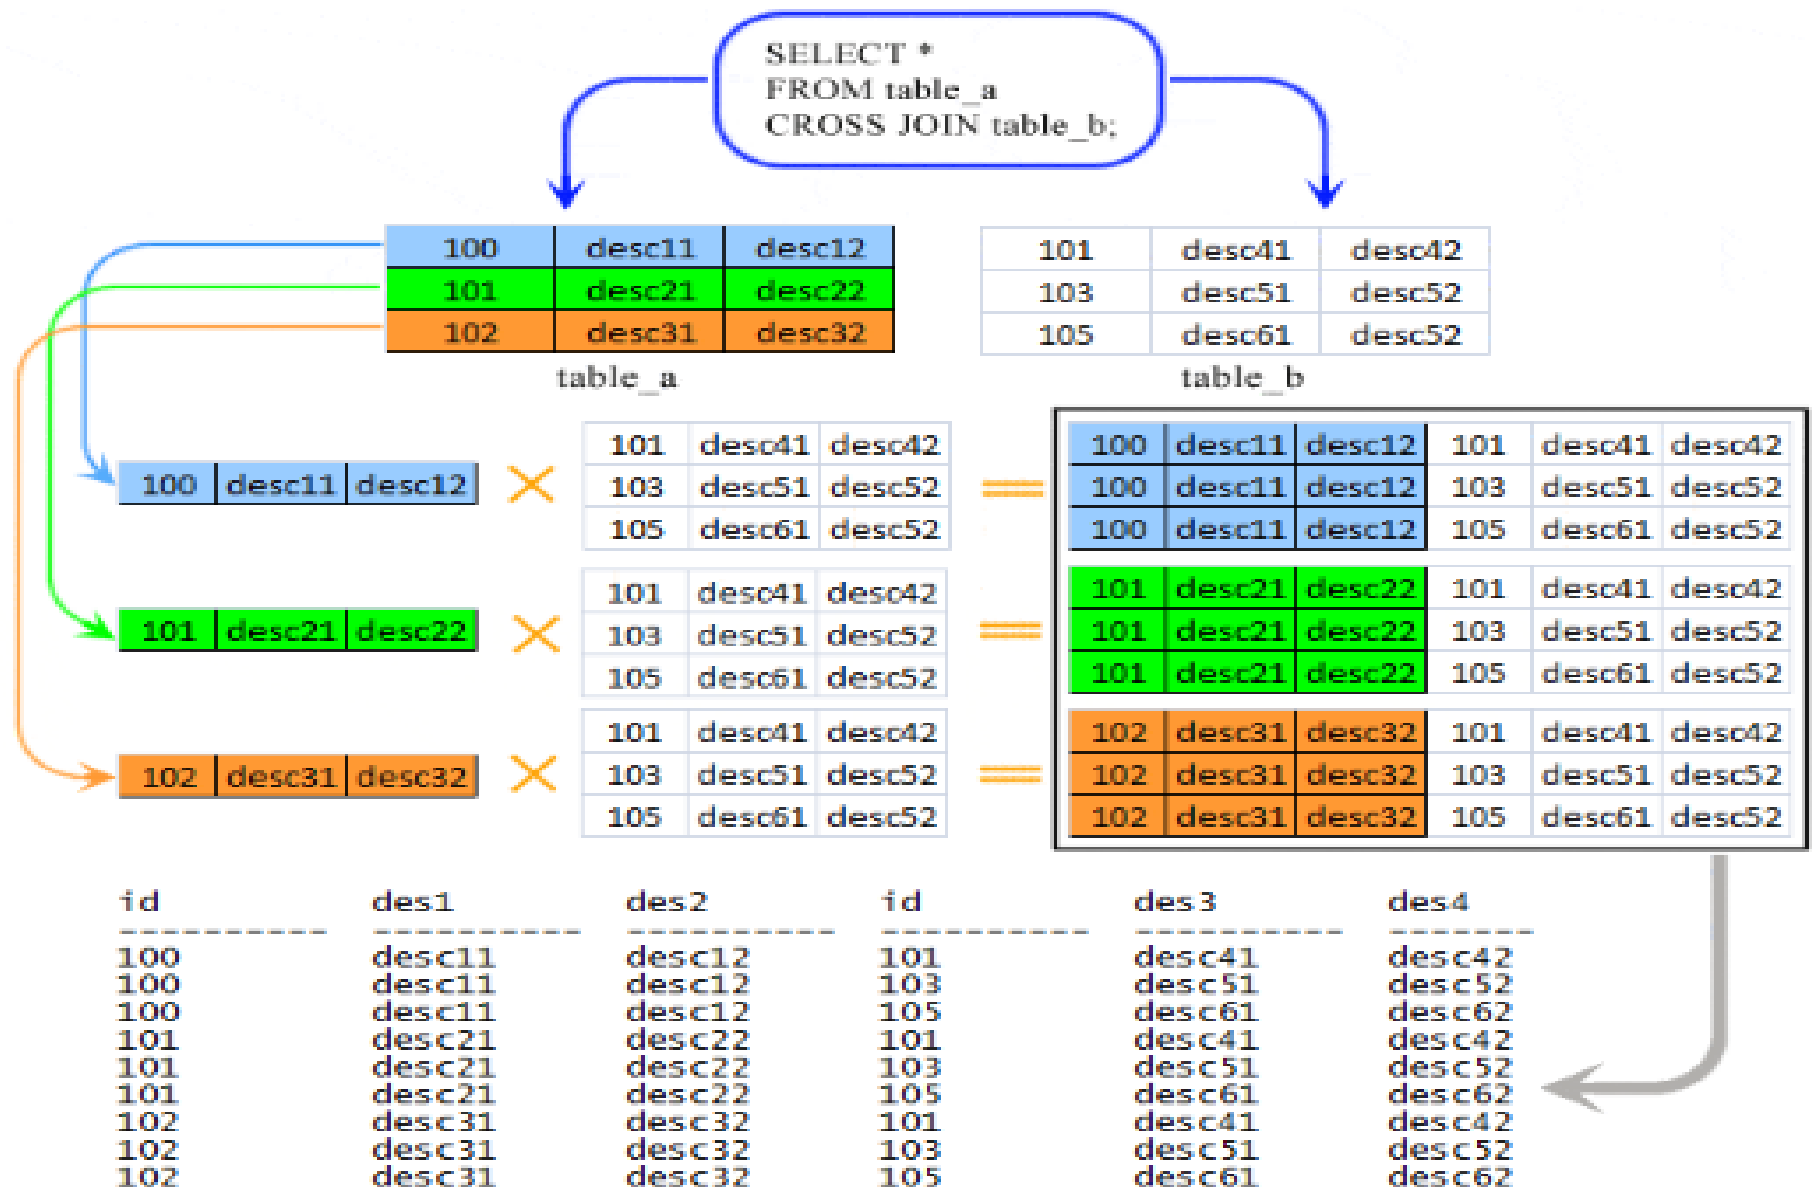 SELECT *
FROM table_a
CROSS JOIN table_b;
100 desc11 desc12
101 desc21 desc22
102 desc31 desc32
table_a
101 desc41 desc42
103 desc51 desc52
105 desc61 desc52
table_b
100 desc11 desc12
101 desc41 desc42
103 desc51 desc52
105 desc61 desc52
100 desc11 desc12 101 desc41 desc42
100 desc11 desc12 103 desc51 desc52
100 desc11 desc12 105 desc61 desc52
101 desc21 desc22
101 desc41 desc42
103 desc51 desc52
105 desc61 desc52
101 desc21 desc22 101 desc41 desc42
101 desc21 desc22 103 desc51 desc52
101 desc21 desc22 105 desc61 desc52
102 desc31 desc32
101 desc41 desc42
103 desc51 desc52
105 desc61 desc52
102 desc31 desc32 101 desc41 desc42
102 desc31 desc32 103 desc51 desc52
102 desc31 desc32 105 desc61 desc52
id des1 des2 id des3 des4
---------- ---------- ---------- ---------- ---------- -------
100 desc11 desc12 101 desc41 desc42
100 desc11 desc12 103 desc51 desc52
100 desc11 desc12 105 desc61 desc62
101 desc21 desc22 101 desc41 desc42
101 desc21 desc22 103 desc51 desc52
101 desc21 desc22 105 desc61 desc62
102 desc31 desc32 101 desc41 desc42
102 desc31 desc32 103 desc51 desc52
102 desc31 desc32 105 desc61 desc62